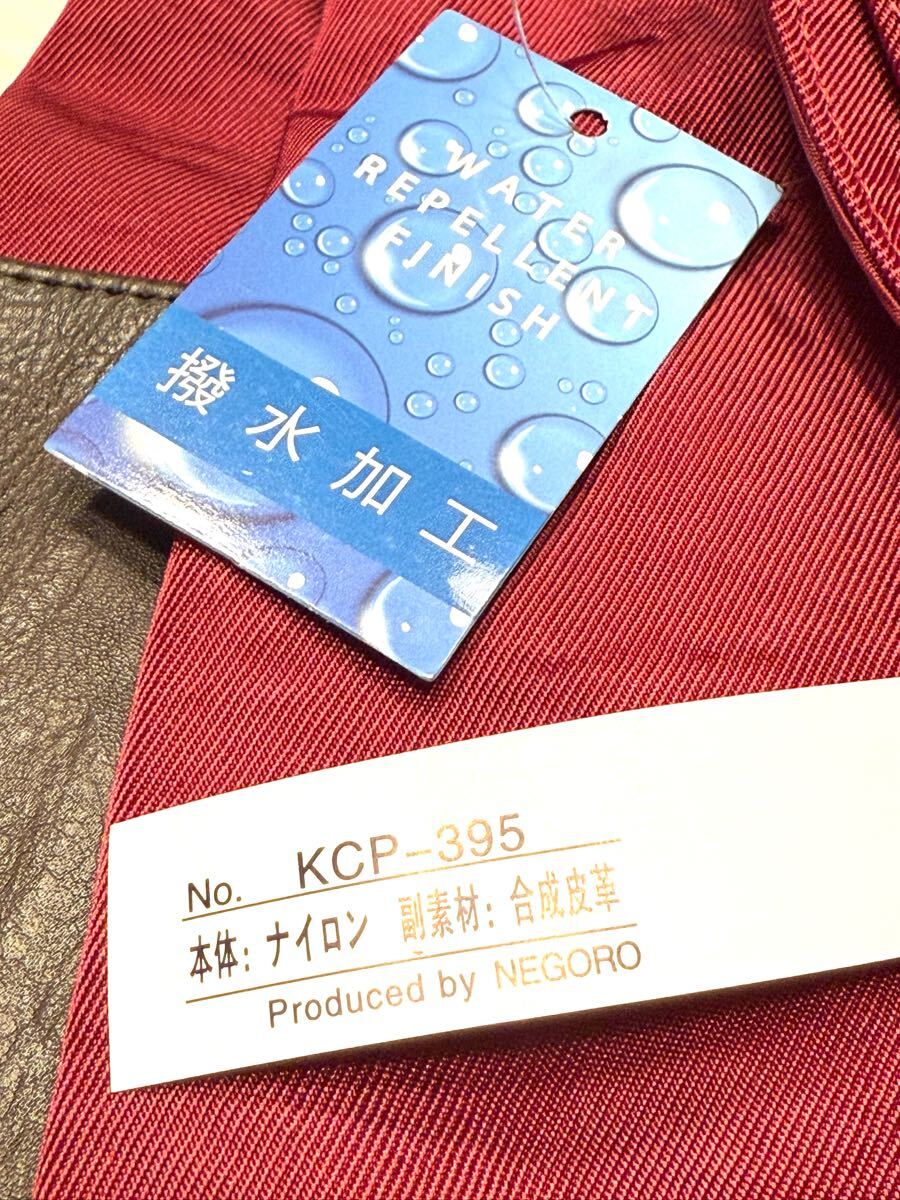 WATER
REPELLENT
FINISH
撥水加工
No. KCP-395
本体: ナイロン 副素材: 合成皮革
Produced by NEGORO